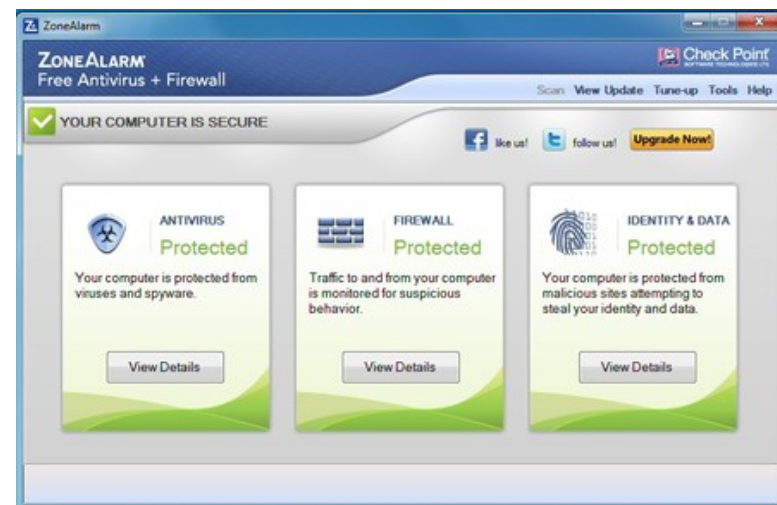 ZoneAlarm
ZONEALARM
Free Antivirus + Firewall
Check Point
SOFTWARE TECHNOLOGIES LTD.
Scan View Update Tune-up Tools Help
YOUR COMPUTER IS SECURE
like us! follow us! Upgrade Now!
ANTIVIRUS
Protected
Your computer is protected from
viruses and spyware.
View Details
FIREWALL
Protected
Traffic to and from your computer
is monitored for suspicious
behavior.
View Details
IDENTITY & DATA
Protected
Your computer is protected from
malicious sites attempting to
steal your identity and data.
View Details